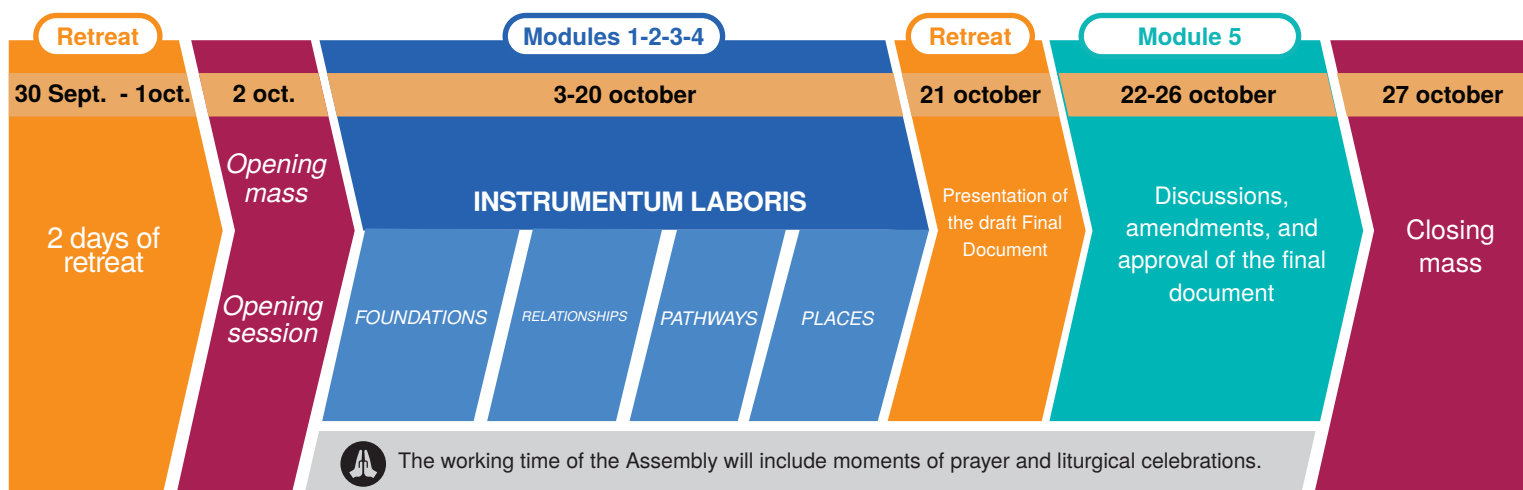 Retreat
Modules 1-2-3-4
Retreat
Module 5
30 Sept. - 1oct.
2 oct.
3-20 october
21 october
22-26 october
27 october
2 days of
retreat
Opening
mass
Opening
session
INSTRUMENTUM LABORIS
FOUNDATIONS
RELATIONSHIPS
PATHWAYS
PLACES
Presentation of
the draft Final
Document
Discussions,
amendments, and
approval of the final
document
Closing
mass
The working time of the Assembly will include moments of prayer and liturgical celebrations.